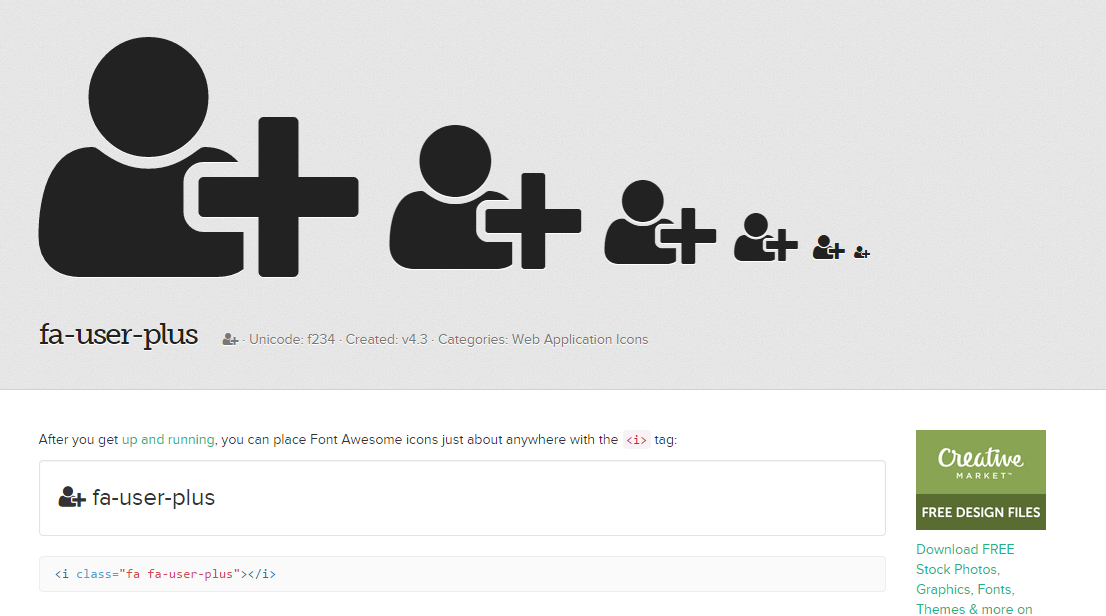 fa-user-plus
· Unicode: f234 · Created: v4.3 · Categories: Web Application Icons
After you get up and running, you can place Font Awesome icons just about anywhere with the <i> tag:
fa-user-plus
<i class="fa fa-user-plus"></i>
Creative
MARKET™
FREE DESIGN FILES
Download FREE
Stock Photos,
Graphics, Fonts,
Themes & more on